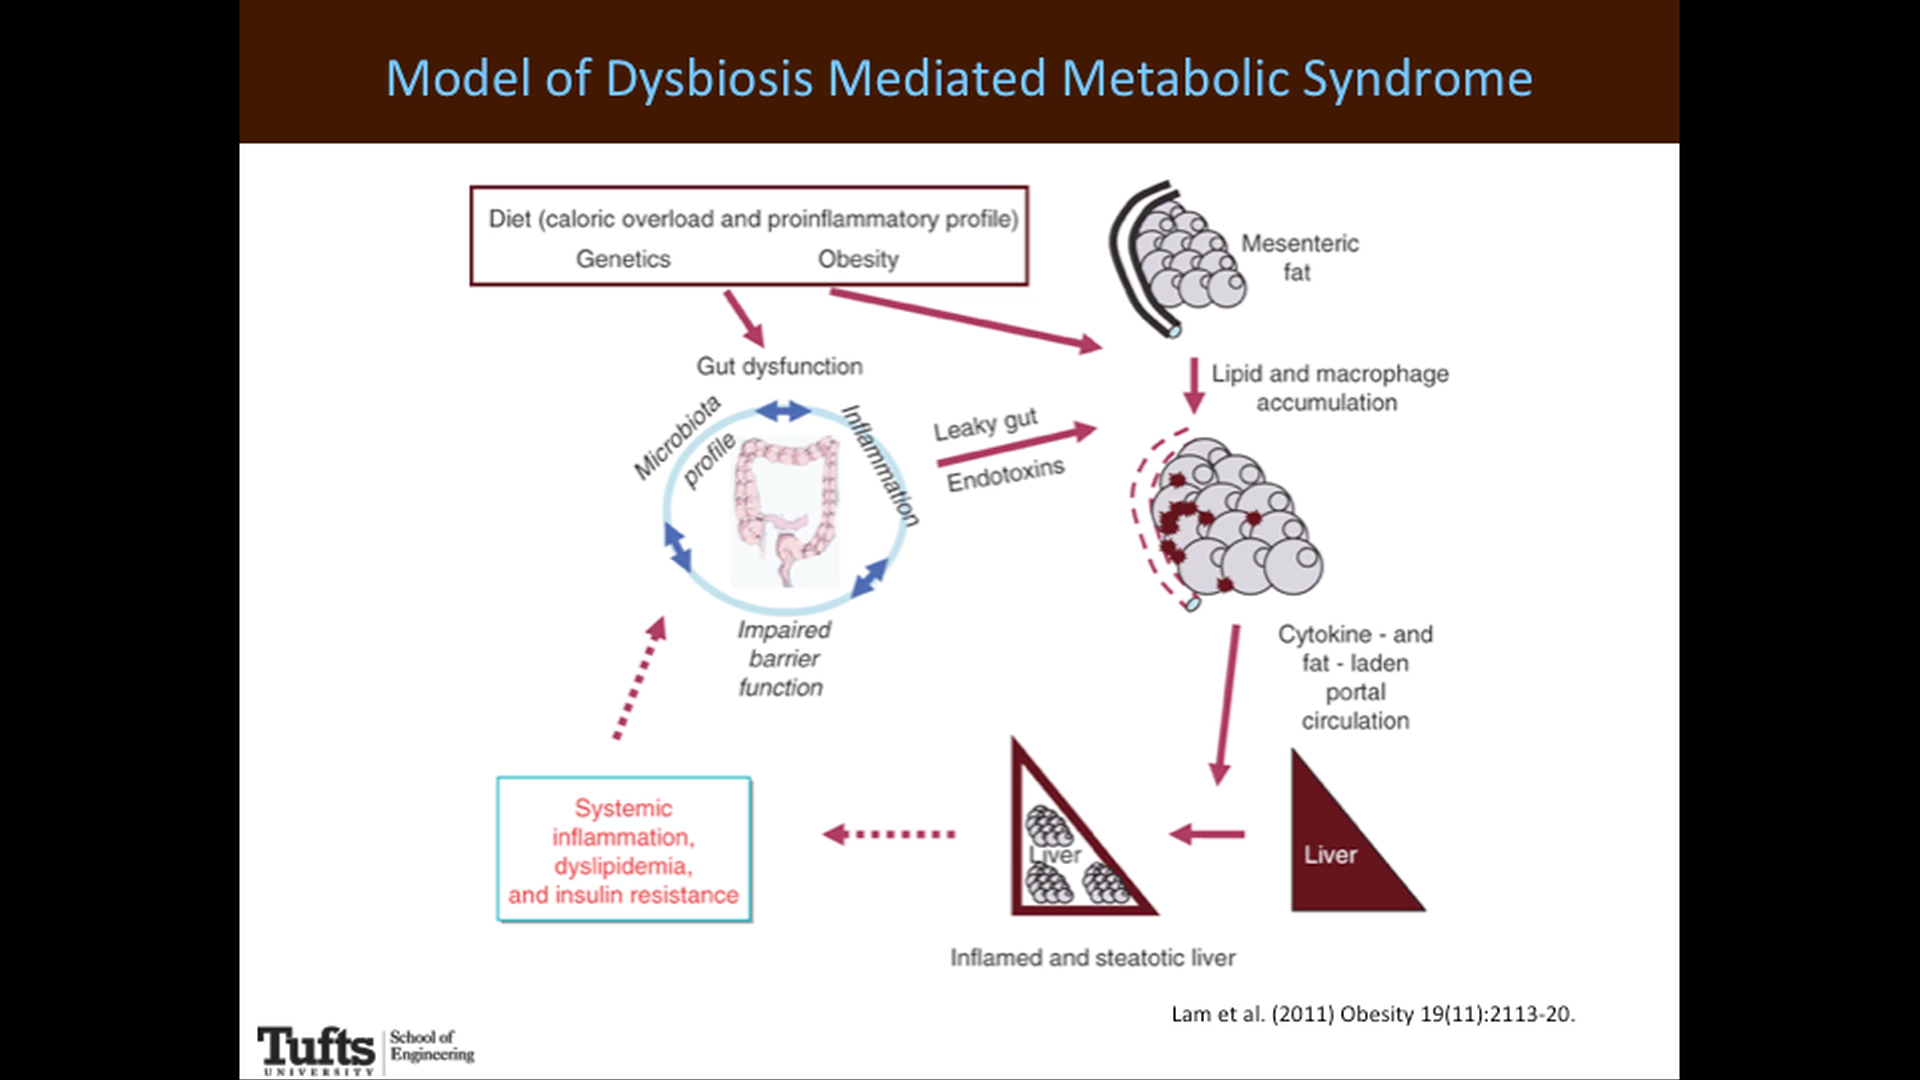 Model of Dysbiosis Mediated Metabolic Syndrome
Diet (caloric overload and proinflammatory profile)
Genetics Obesity
Mesenteric
fat
Gut dysfunction
Lipid and macrophage
accumulation
Microbiota
profile
Inflammation
Leaky gut
Endotoxins
Impaired
barrier
function
Cytokine - and
fat - laden
portal
circulation
Systemic
inflammation,
dyslipidemia,
and insulin resistance
Liver
Liver
Inflamed and steatotic liver
Lam et al. (2011) Obesity 19(11):2113-20.
Tufts
UNIVERSITY
School of
Engineering